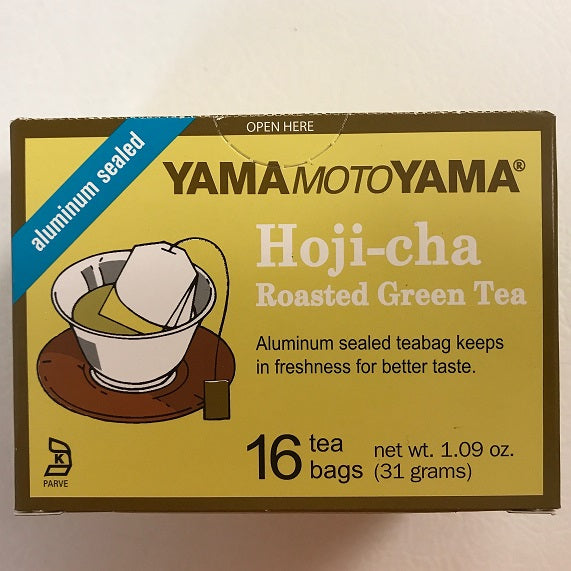 OPEN HERE
aluminum sealed
YAMAMOTOYAMA®
Hoji-cha
Roasted Green Tea
Aluminum sealed teabag keeps
in freshness for better taste.
16 tea bags
net wt. 1.09 oz.
(31 grams)
K
PARVE